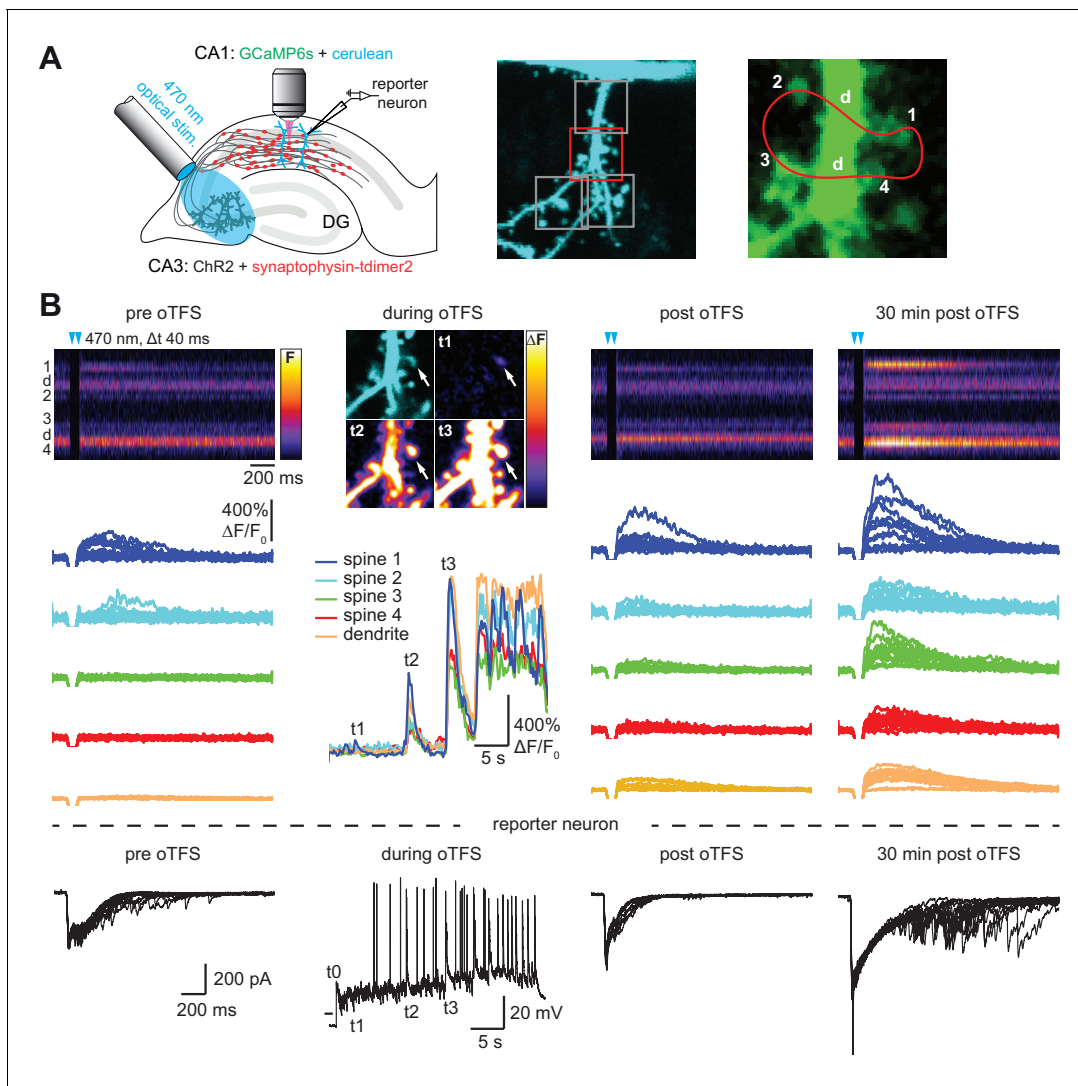 A
CA1: GCaMP6s + cerulean
470 nm
optical stim.
reporter
neuron
DG
CA3: ChR2 + synaptophysin-tdimer2
2
d
1
3
d
4
B
pre oTFS
during oTFS
post oTFS
30 min post oTFS
470 nm, Δt 40 ms
1
d
2
3
d
4
F
200 ms
400%
ΔF/F0
t1
t2
t3
ΔF
spine 1
spine 2
spine 3
spine 4
dendrite
t1
t2
t3
400%
ΔF/F0
5 s
reporter neuron
pre oTFS
during oTFS
post oTFS
30 min post oTFS
200 pA
200 ms
t0
t1
t2
t3
20 mV
5 s